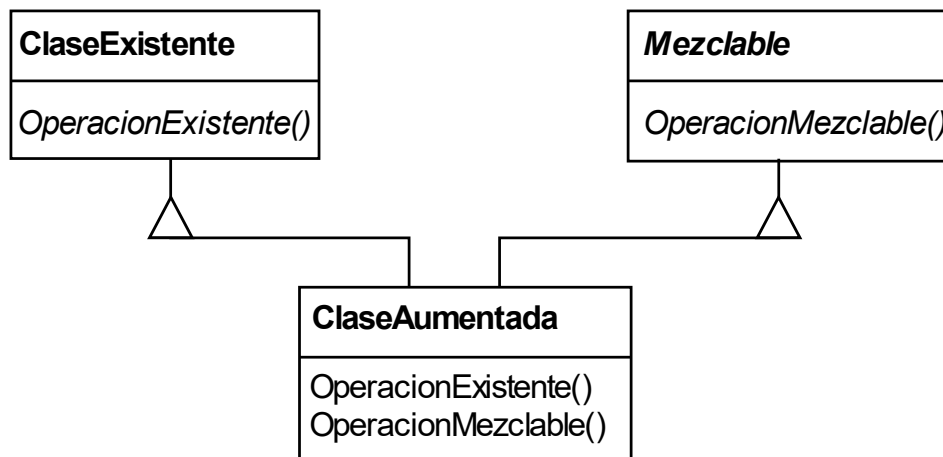 ClaseExistente
OperacionExistente()
Mezclable
OperacionMezclable()
ClaseAumentada
OperacionExistente()
OperacionMezclable()